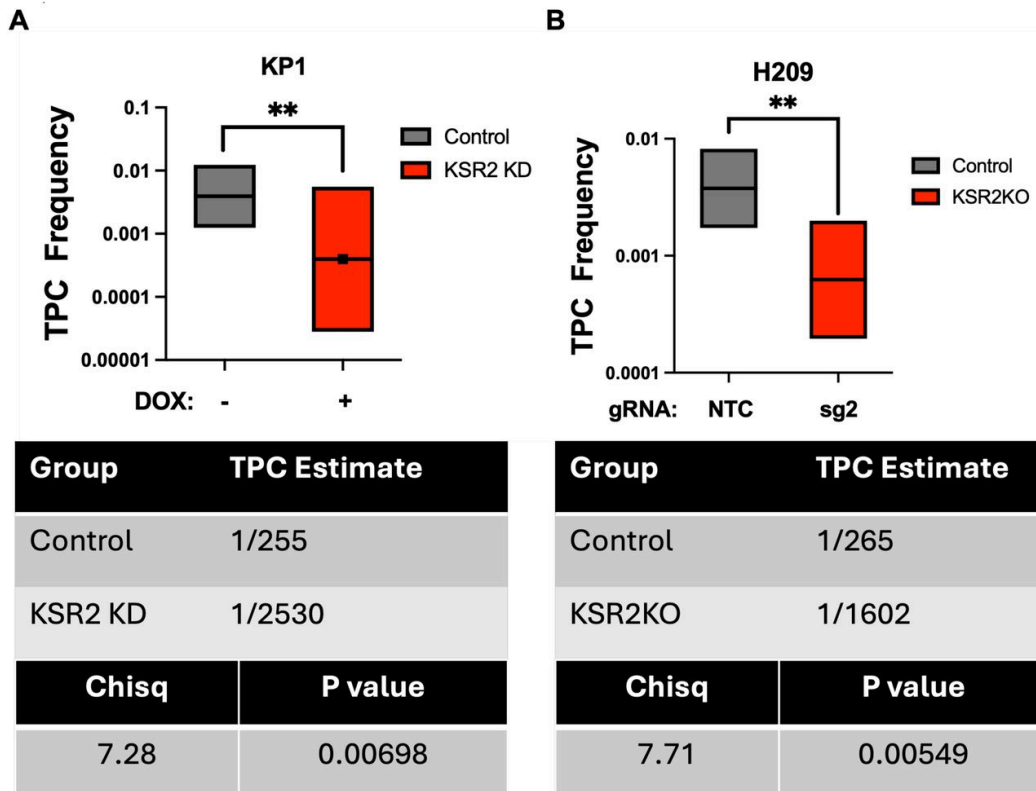 A
KP1
**
TPC Frequency
0.1
0.01
0.001
0.0001
0.00001
Control
KSR2 KD
DOX: - +
Group TPC Estimate
Control 1/255
KSR2 KD 1/2530
Chisq P value
7.28 0.00698
B
H209
**
TPC Frequency
0.01
0.001
0.0001
Control
KSR2KO
gRNA: NTC sg2
Group TPC Estimate
Control 1/265
KSR2KO 1/1602
Chisq P value
7.71 0.00549